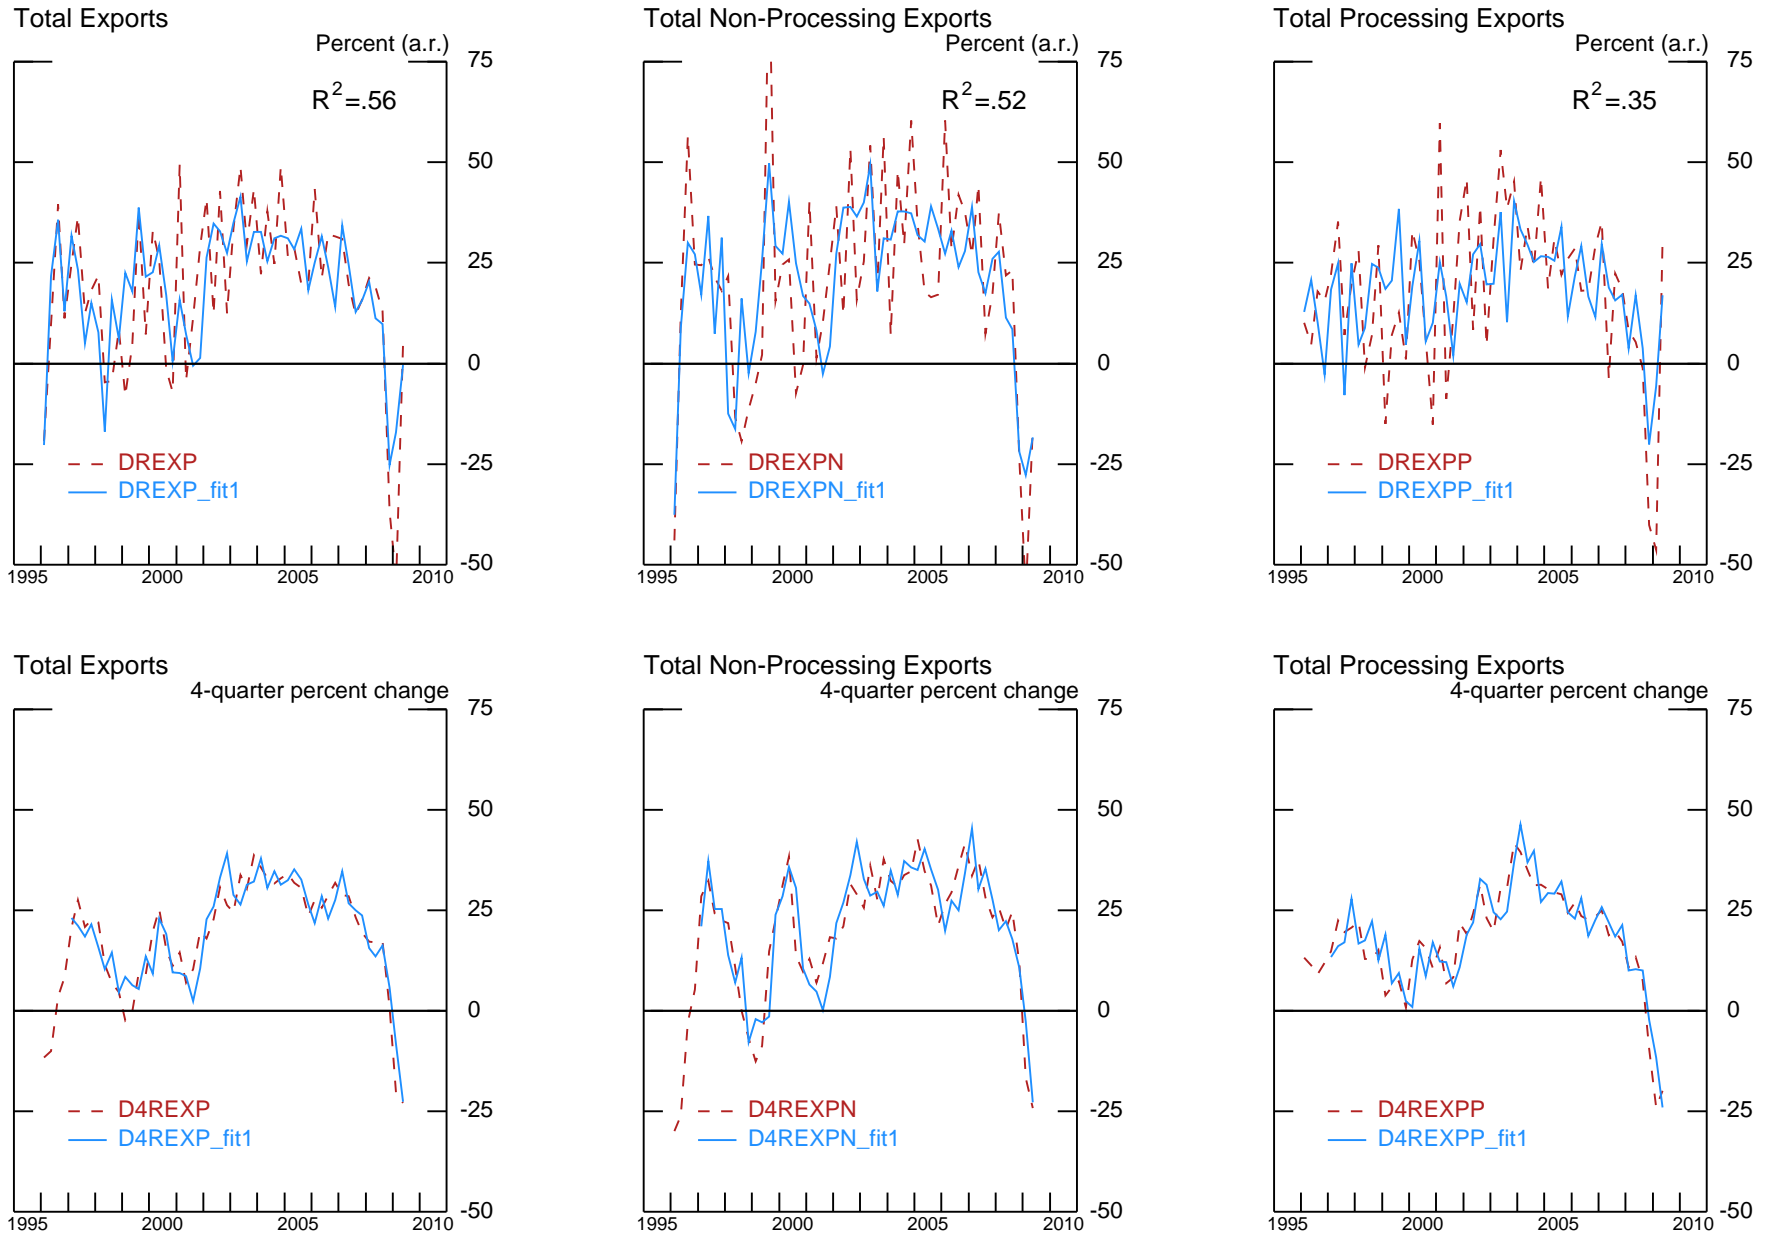 Total Exports
Percent (a.r.)
75
R²=.56
50
25
0
-25
DREXP
DREXP_fit1
-50
1995 2000 2005 2010
Total Non-Processing Exports
Percent (a.r.)
75
R²=.52
50
25
0
-25
DREXPN
DREXPN_fit1
-50
1995 2000 2005 2010
Total Processing Exports
Percent (a.r.)
75
R²=.35
50
25
0
-25
DREXPP
DREXPP_fit1
-50
1995 2000 2005 2010
Total Exports
4-quarter percent change
75
50
25
0
-25
D4REXP
D4REXP_fit1
-50
1995 2000 2005 2010
Total Non-Processing Exports
4-quarter percent change
75
50
25
0
-25
D4REXPN
D4REXPN_fit1
-50
1995 2000 2005 2010
Total Processing Exports
4-quarter percent change
75
50
25
0
-25
D4REXPP
D4REXPP_fit1
-50
1995 2000 2005 2010